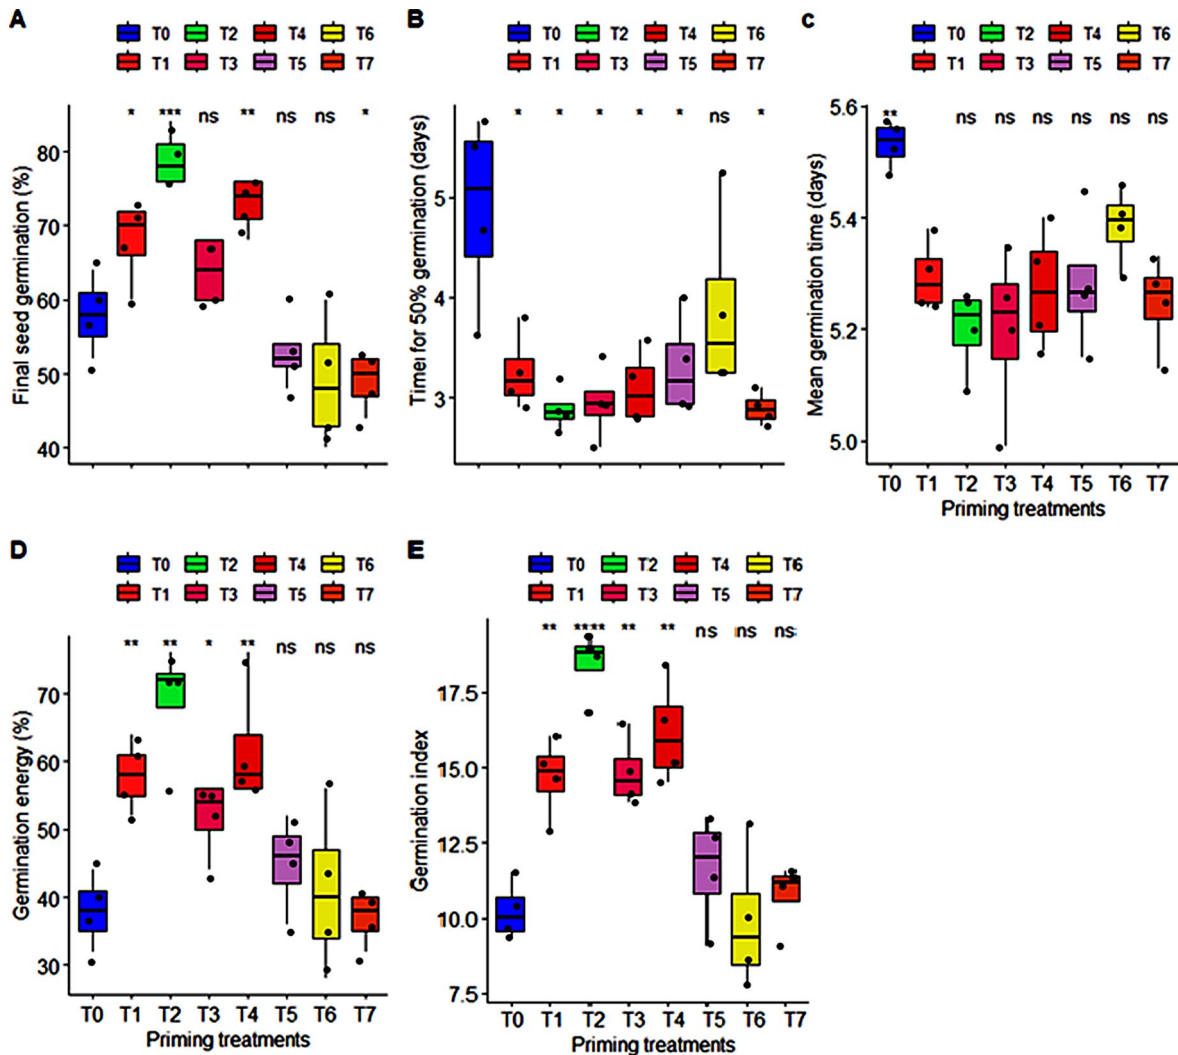 A
T0 T2 T4 T6
T1 T3 T5 T7
* *** ns ** ns ns *
Final seed germination (%)
80
70
60
50
40
B
T0 T2 T4 T6
T1 T3 T5 T7
* * * * * ns *
Timer for 50% germination (days)
5
4
3
C
T0 T2 T4 T6
T1 T3 T5 T7
** ns ns ns ns ns ns
Mean germination time (days)
5.6
5.4
5.2
5.0
T0 T1 T2 T3 T4 T5 T6 T7
Priming treatments
D
T0 T2 T4 T6
T1 T3 T5 T7
** ** * ** ns ns ns
Germination energy (%)
70
60
50
40
30
T0 T1 T2 T3 T4 T5 T6 T7
Priming treatments
E
T0 T2 T4 T6
T1 T3 T5 T7
** **** ** ** ns ns ns
Germination index
17.5
15.0
12.5
10.0
7.5
T0 T1 T2 T3 T4 T5 T6 T7
Priming treatments